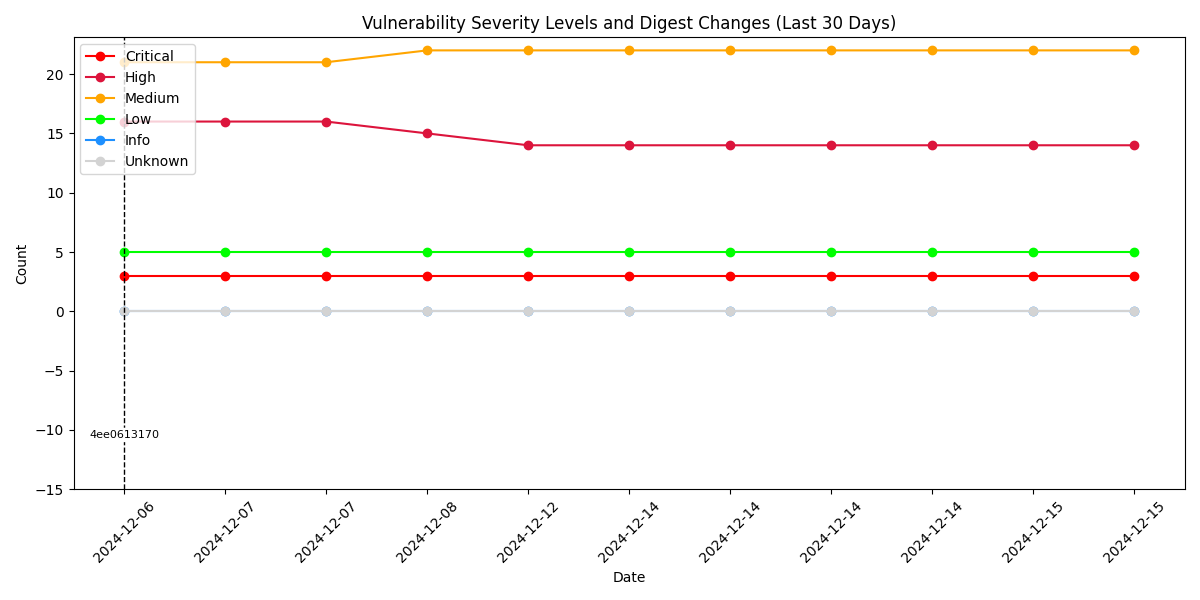 Vulnerability Severity Levels and Digest Changes (Last 30 Days)
Critical
High
Medium
Low
Info
Unknown
20
15
10
5
0
−5
−10
−15
Count
4ee0613170
2024-12-06
2024-12-07
2024-12-07
2024-12-08
2024-12-12
2024-12-14
2024-12-14
2024-12-14
2024-12-14
2024-12-15
2024-12-15
Date